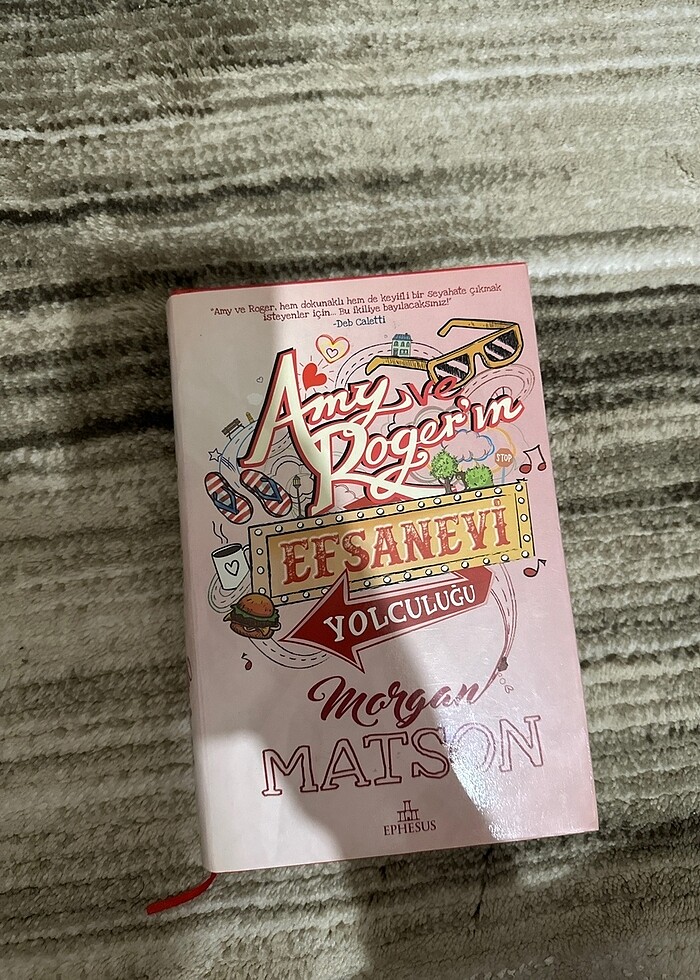 "Amy ve Roger, hem dokunaklı hem de keyifli bir seyahate çıkmak
isteyenler için... Bu ikiliye bayılacaksınız!"
-Deb Caletti
Amy ve
Roger'ın
STOP
EFSANEVİ
YOLCULUĞU
Morgan
MATSON
EPHESUS